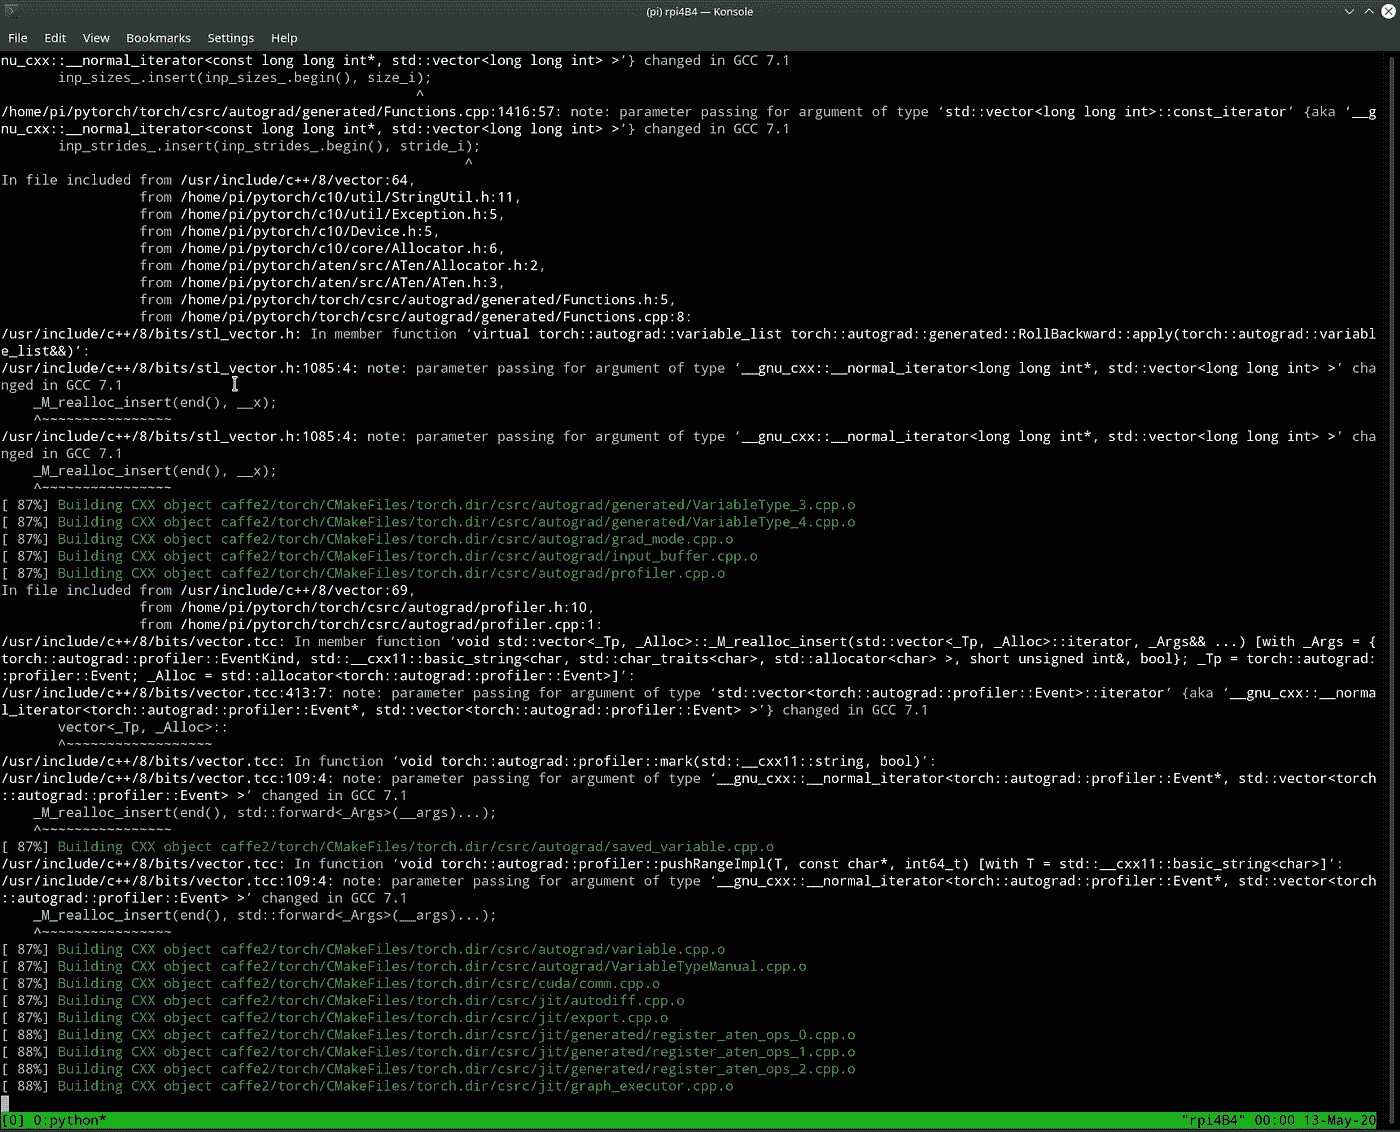 (pi) rpi4B4 — Konsole
File Edit View Bookmarks Settings Help
nu_cxx::__normal_iterator<const long long int*, std::vector<long long int> >’} changed in GCC 7.1
       inp_sizes_.insert(inp_sizes_.begin(), size_i);
                                                   ^
/home/pi/pytorch/torch/csrc/autograd/generated/Functions.cpp:1416:57: note: parameter passing for argument of type ‘std::vector<long long int>::const_iterator’ {aka ‘__g
nu_cxx::__normal_iterator<const long long int*, std::vector<long long int> >’} changed in GCC 7.1
       inp_strides_.insert(inp_strides_.begin(), stride_i);
                                                         ^
In file included from /usr/include/c++/8/vector:64,
                 from /home/pi/pytorch/c10/util/StringUtil.h:11,
                 from /home/pi/pytorch/c10/util/Exception.h:5,
                 from /home/pi/pytorch/c10/Device.h:5,
                 from /home/pi/pytorch/c10/core/Allocator.h:6,
                 from /home/pi/pytorch/aten/src/ATen/Allocator.h:2,
                 from /home/pi/pytorch/aten/src/ATen/ATen.h:3,
                 from /home/pi/pytorch/torch/csrc/autograd/generated/Functions.h:5,
                 from /home/pi/pytorch/torch/csrc/autograd/generated/Functions.cpp:8:
/usr/include/c++/8/bits/stl_vector.h: In member function ‘virtual torch::autograd::variable_list torch::autograd::generated::RollBackward::apply(torch::autograd::variabl
e_list&&)’:
/usr/include/c++/8/bits/stl_vector.h:1085:4: note: parameter passing for argument of type ‘__gnu_cxx::__normal_iterator<long long int*, std::vector<long long int> >’ cha
nged in GCC 7.1
    _M_realloc_insert(end(), __x);
    ^~~~~~~~~~~~~~~~~
/usr/include/c++/8/bits/stl_vector.h:1085:4: note: parameter passing for argument of type ‘__gnu_cxx::__normal_iterator<long long int*, std::vector<long long int> >’ cha
nged in GCC 7.1
    _M_realloc_insert(end(), __x);
    ^~~~~~~~~~~~~~~~~
[ 87%] Building CXX object caffe2/torch/CMakeFiles/torch.dir/csrc/autograd/generated/VariableType_3.cpp.o
[ 87%] Building CXX object caffe2/torch/CMakeFiles/torch.dir/csrc/autograd/generated/VariableType_4.cpp.o
[ 87%] Building CXX object caffe2/torch/CMakeFiles/torch.dir/csrc/autograd/grad_mode.cpp.o
[ 87%] Building CXX object caffe2/torch/CMakeFiles/torch.dir/csrc/autograd/input_buffer.cpp.o
[ 87%] Building CXX object caffe2/torch/CMakeFiles/torch.dir/csrc/autograd/profiler.cpp.o
In file included from /usr/include/c++/8/vector:69,
                 from /home/pi/pytorch/torch/csrc/autograd/profiler.h:10,
                 from /home/pi/pytorch/torch/csrc/autograd/profiler.cpp:1:
/usr/include/c++/8/bits/vector.tcc: In member function ‘void std::vector<_Tp, _Alloc>::_M_realloc_insert(std::vector<_Tp, _Alloc>::iterator, _Args&& ...) [with _Args = {
torch::autograd::profiler::EventKind, std::__cxx11::basic_string<char, std::char_traits<char>, std::allocator<char> >, short unsigned int&, bool}; _Tp = torch::autograd:
:profiler::Event; _Alloc = std::allocator<torch::autograd::profiler::Event>]’:
/usr/include/c++/8/bits/vector.tcc:413:7: note: parameter passing for argument of type ‘std::vector<torch::autograd::profiler::Event>::iterator’ {aka ‘__gnu_cxx::__norma
l_iterator<torch::autograd::profiler::Event*, std::vector<torch::autograd::profiler::Event> >’} changed in GCC 7.1
       vector<_Tp, _Alloc>::
       ^~~~~~~~~~~~~~~~~~~
/usr/include/c++/8/bits/vector.tcc: In function ‘void torch::autograd::profiler::mark(std::__cxx11::string, bool)’:
/usr/include/c++/8/bits/vector.tcc:109:4: note: parameter passing for argument of type ‘__gnu_cxx::__normal_iterator<torch::autograd::profiler::Event*, std::vector<torch
::autograd::profiler::Event> >’ changed in GCC 7.1
    _M_realloc_insert(end(), std::forward<_Args>(__args)...);
    ^~~~~~~~~~~~~~~~~
[ 87%] Building CXX object caffe2/torch/CMakeFiles/torch.dir/csrc/autograd/saved_variable.cpp.o
/usr/include/c++/8/bits/vector.tcc: In function ‘void torch::autograd::profiler::pushRangeImpl(T, const char*, int64_t) [with T = std::__cxx11::basic_string<char>]’:
/usr/include/c++/8/bits/vector.tcc:109:4: note: parameter passing for argument of type ‘__gnu_cxx::__normal_iterator<torch::autograd::profiler::Event*, std::vector<torch
::autograd::profiler::Event> >’ changed in GCC 7.1
    _M_realloc_insert(end(), std::forward<_Args>(__args)...);
    ^~~~~~~~~~~~~~~~~
[ 87%] Building CXX object caffe2/torch/CMakeFiles/torch.dir/csrc/autograd/variable.cpp.o
[ 87%] Building CXX object caffe2/torch/CMakeFiles/torch.dir/csrc/autograd/VariableTypeManual.cpp.o
[ 87%] Building CXX object caffe2/torch/CMakeFiles/torch.dir/csrc/cuda/comm.cpp.o
[ 87%] Building CXX object caffe2/torch/CMakeFiles/torch.dir/csrc/jit/autodiff.cpp.o
[ 87%] Building CXX object caffe2/torch/CMakeFiles/torch.dir/csrc/jit/export.cpp.o
[ 88%] Building CXX object caffe2/torch/CMakeFiles/torch.dir/csrc/jit/generated/register_aten_ops_0.cpp.o
[ 88%] Building CXX object caffe2/torch/CMakeFiles/torch.dir/csrc/jit/generated/register_aten_ops_1.cpp.o
[ 88%] Building CXX object caffe2/torch/CMakeFiles/torch.dir/csrc/jit/generated/register_aten_ops_2.cpp.o
[ 88%] Building CXX object caffe2/torch/CMakeFiles/torch.dir/csrc/jit/graph_executor.cpp.o
[0] 0:python* "rpi4B4" 00:00 13-May-20